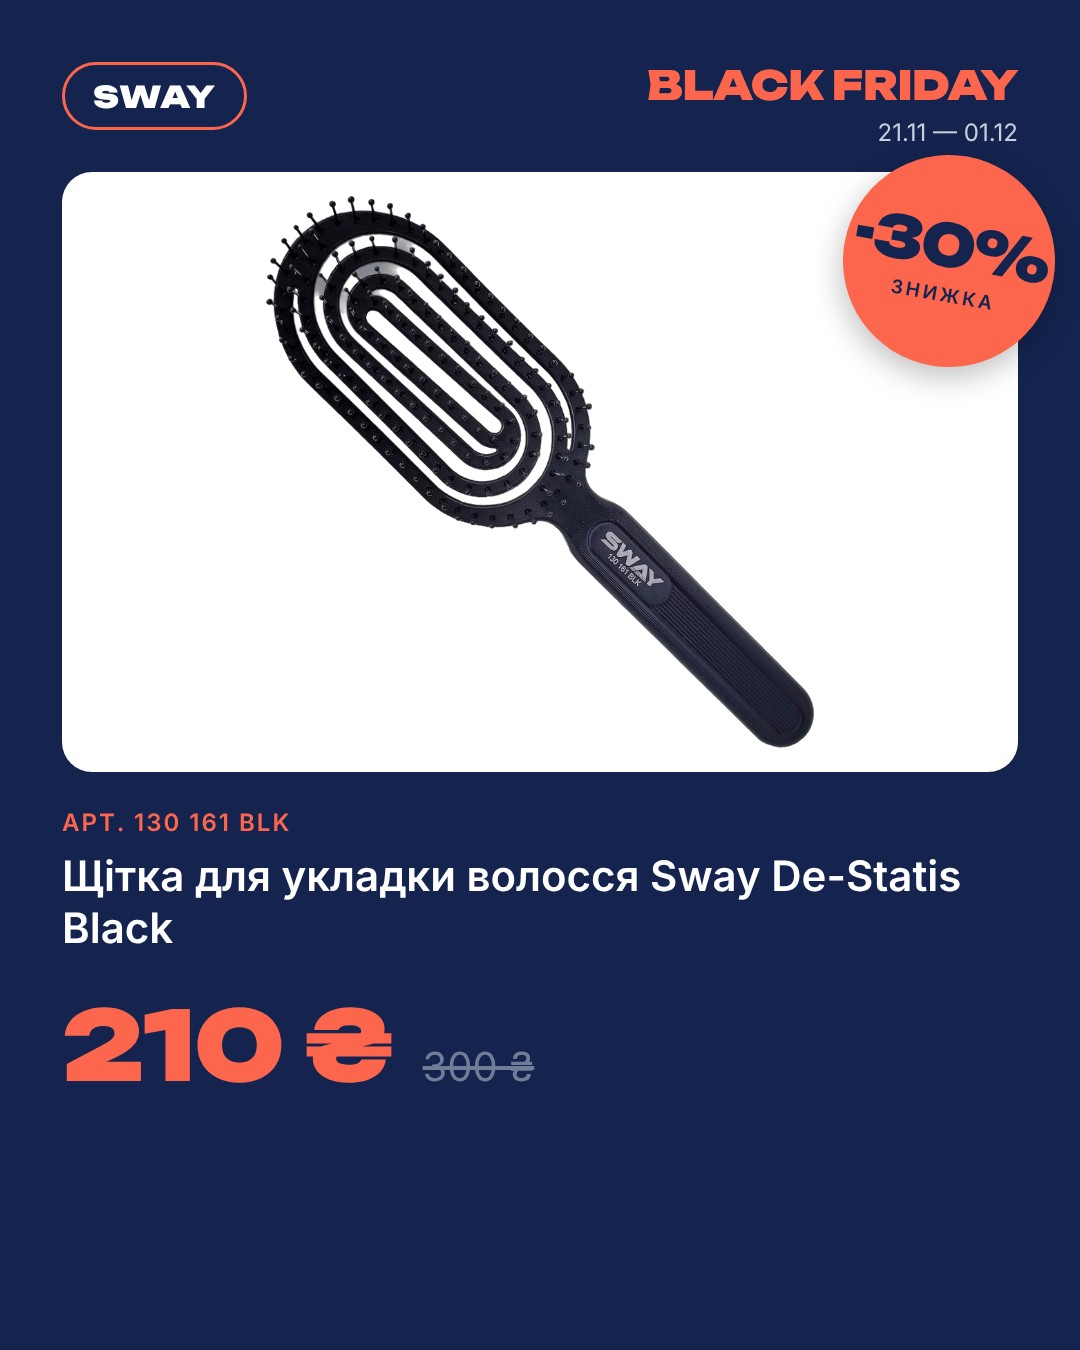 SWAY
BLACK FRIDAY
21.11 — 01.12
-30%
ЗНИЖКА
SWAY
130 161 BLK
АРТ. 130 161 BLK
Щітка для укладки волосся Sway De-Statis
Black
210 ₴
300 ₴